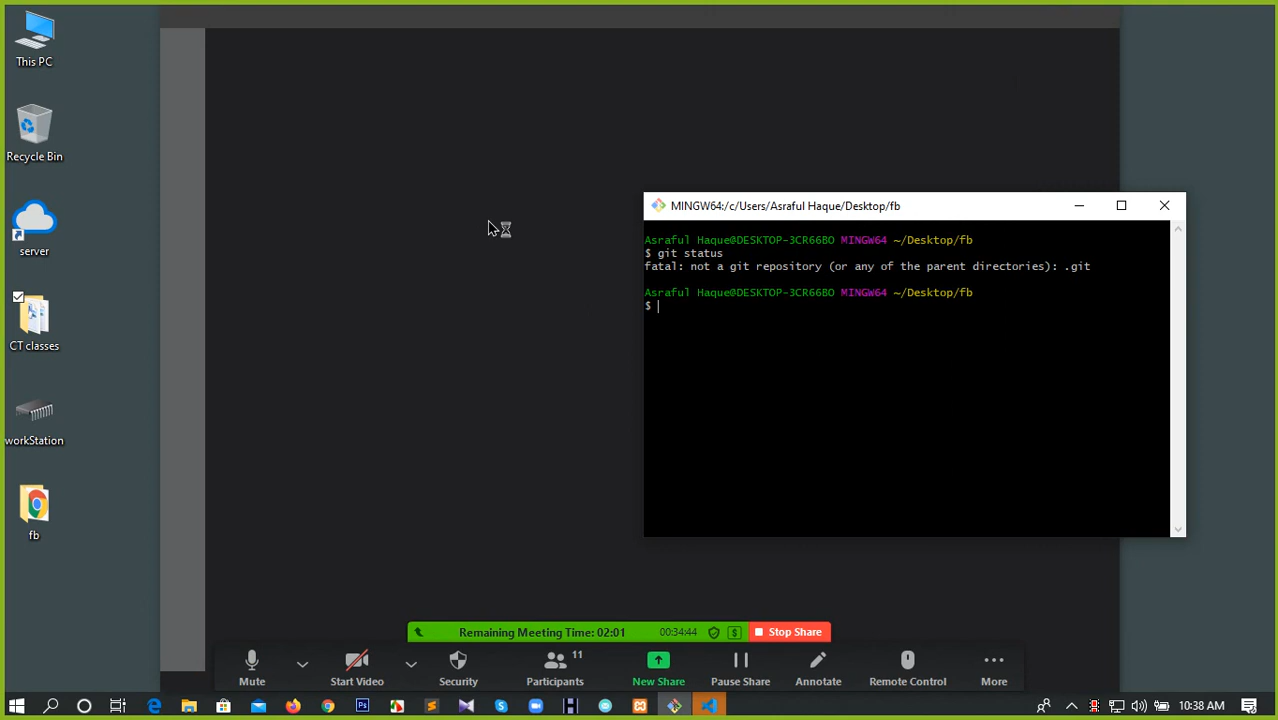 This PC
Recycle Bin
server
CT classes
workStation
fb
MINGW64:/c/Users/Asraful Haque/Desktop/fb
Asraful Haque@DESKTOP-3CR66BO MINGW64 ~/Desktop/fb
$ git status
fatal: not a git repository (or any of the parent directories): .git
Asraful Haque@DESKTOP-3CR66BO MINGW64 ~/Desktop/fb
$
Remaining Meeting Time: 02:01 00:34:44 $ Stop Share
11
Mute Start Video Security Participants New Share Pause Share Annotate Remote Control More
10:38 AM